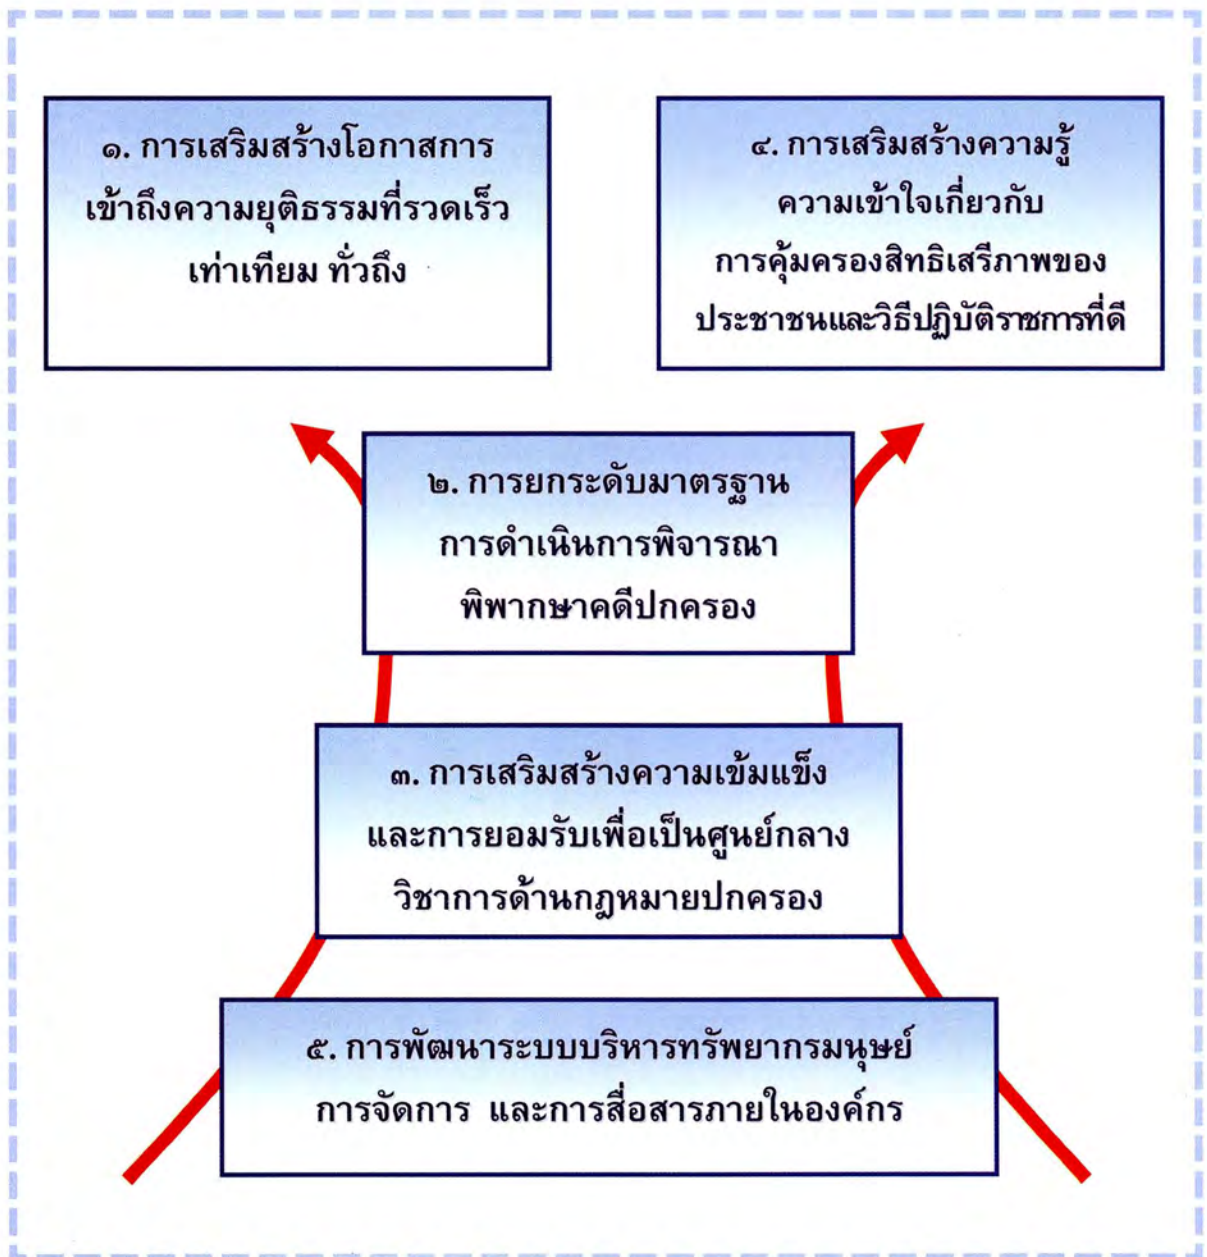 ๑. การเสริมสร้างโอกาสการ
เข้าถึงความยุติธรรมที่รวดเร็ว
เท่าเทียม ทั่วถึง
๔. การเสริมสร้างความรู้
ความเข้าใจเกี่ยวกับ
การคุ้มครองสิทธิเสรีภาพของ
ประชาชนและวิธีปฏิบัติราชการที่ดี
๒. การยกระดับมาตรฐาน
การดำเนินการพิจารณา
พิพากษาคดีปกครอง
๓. การเสริมสร้างความเข้มแข็ง
และการยอมรับเพื่อเป็นศูนย์กลาง
วิชาการด้านกฎหมายปกครอง
๕. การพัฒนาระบบบริหารทรัพยากรมนุษย์
การจัดการ และการสื่อสารภายในองค์กร